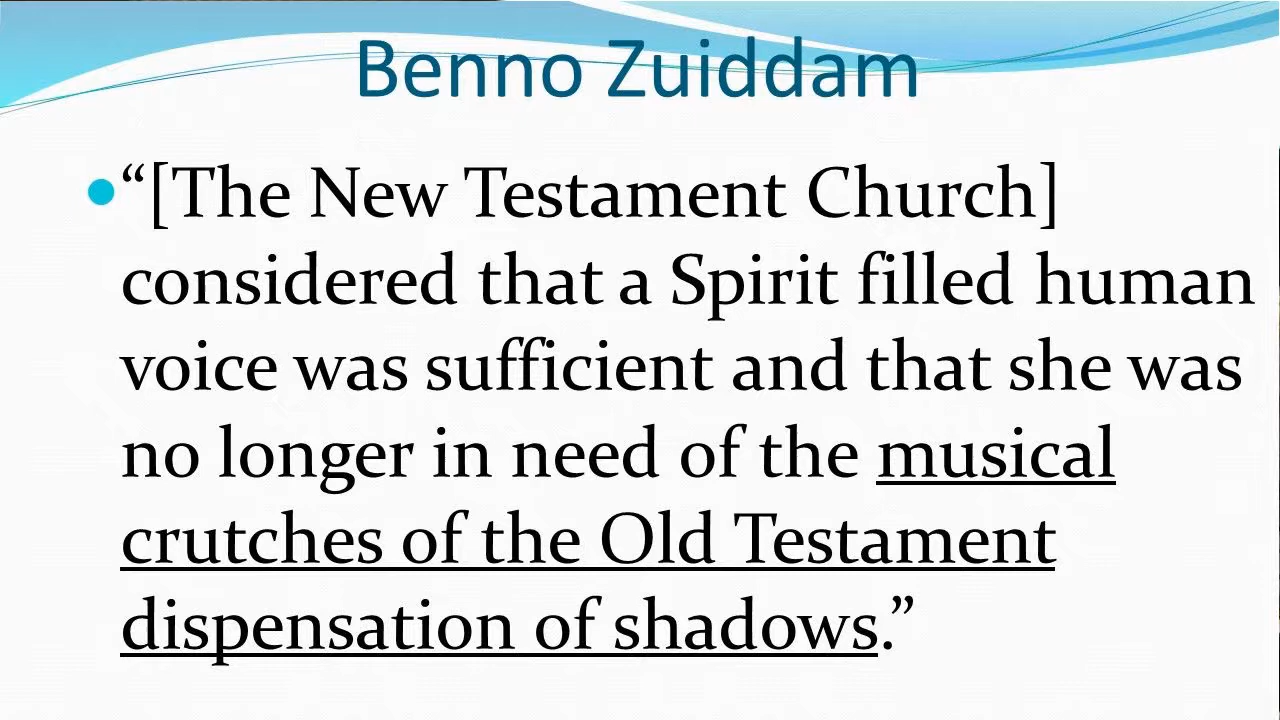 Benno Zuiddam
“[The New Testament Church]
considered that a Spirit filled human
voice was sufficient and that she was
no longer in need of the musical
crutches of the Old Testament
dispensation of shadows.”